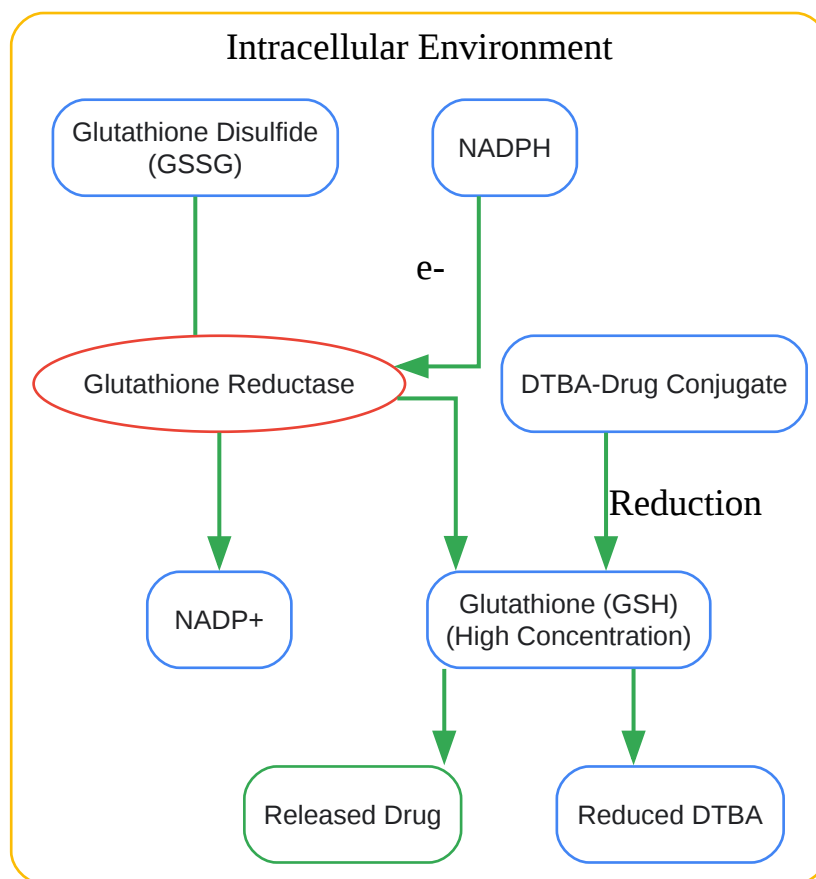 Intracellular Environment
Glutathione Disulfide
(GSSG)
NADPH
e-
Glutathione Reductase
DTBA-Drug Conjugate
Reduction
NADP+
Glutathione (GSH)
(High Concentration)
Released Drug
Reduced DTBA